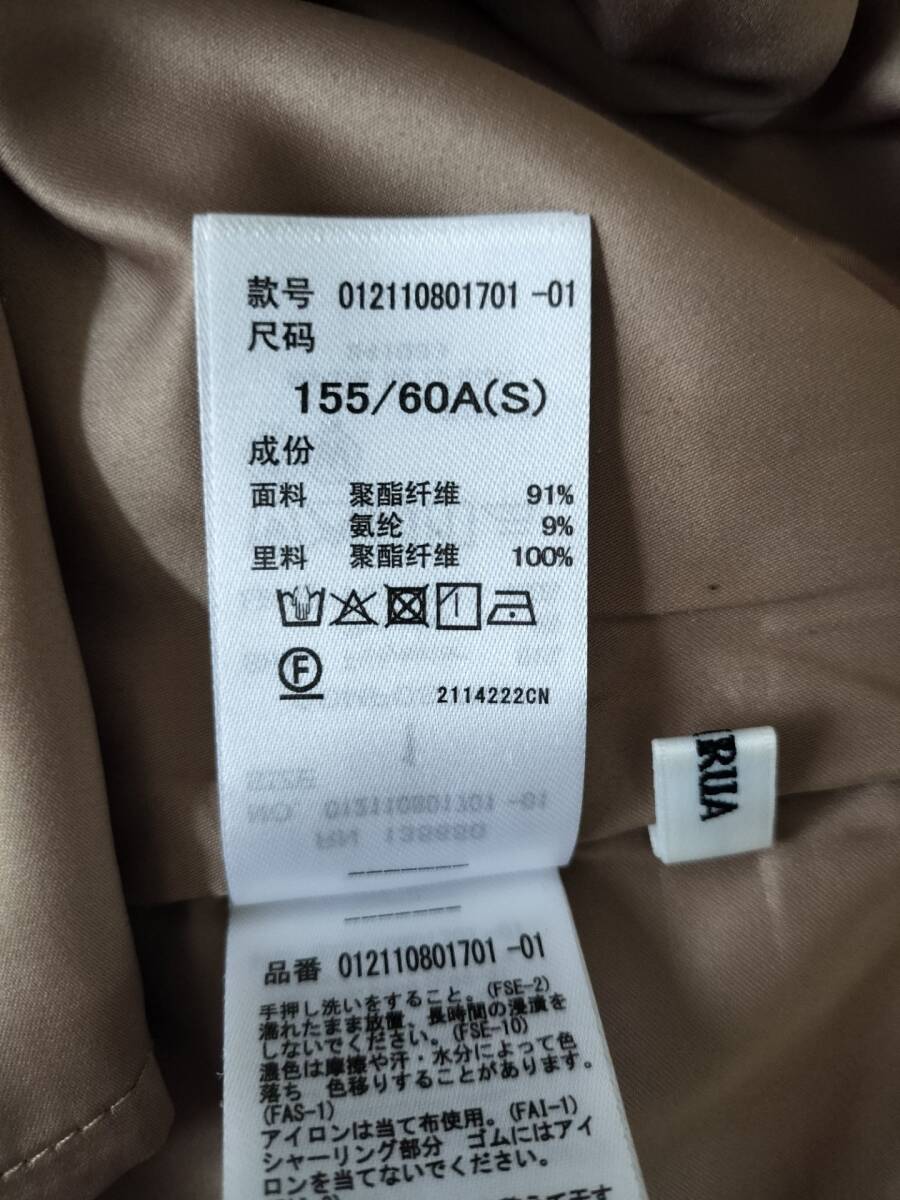 款号 012110801701 -01
尺码
155/60A(S)
成份
面料 聚酯纤维 91%
氨纶 9%
里料 聚酯纤维 100%
F
2114222CN
RUA
品番 012110801701 -01
手押し洗いをすること。(FSE-2)
濡れたまま放置、長時間の浸漬を
しないでください。(FSE-10)
濃色は摩擦や汗・水分によって色
落ち 色移りすることがあります。
(FAS-1)
アイロンは当て布使用。(FAI-1)
シャーリング部分 ゴムにはアイ
ロンを当てないでください。